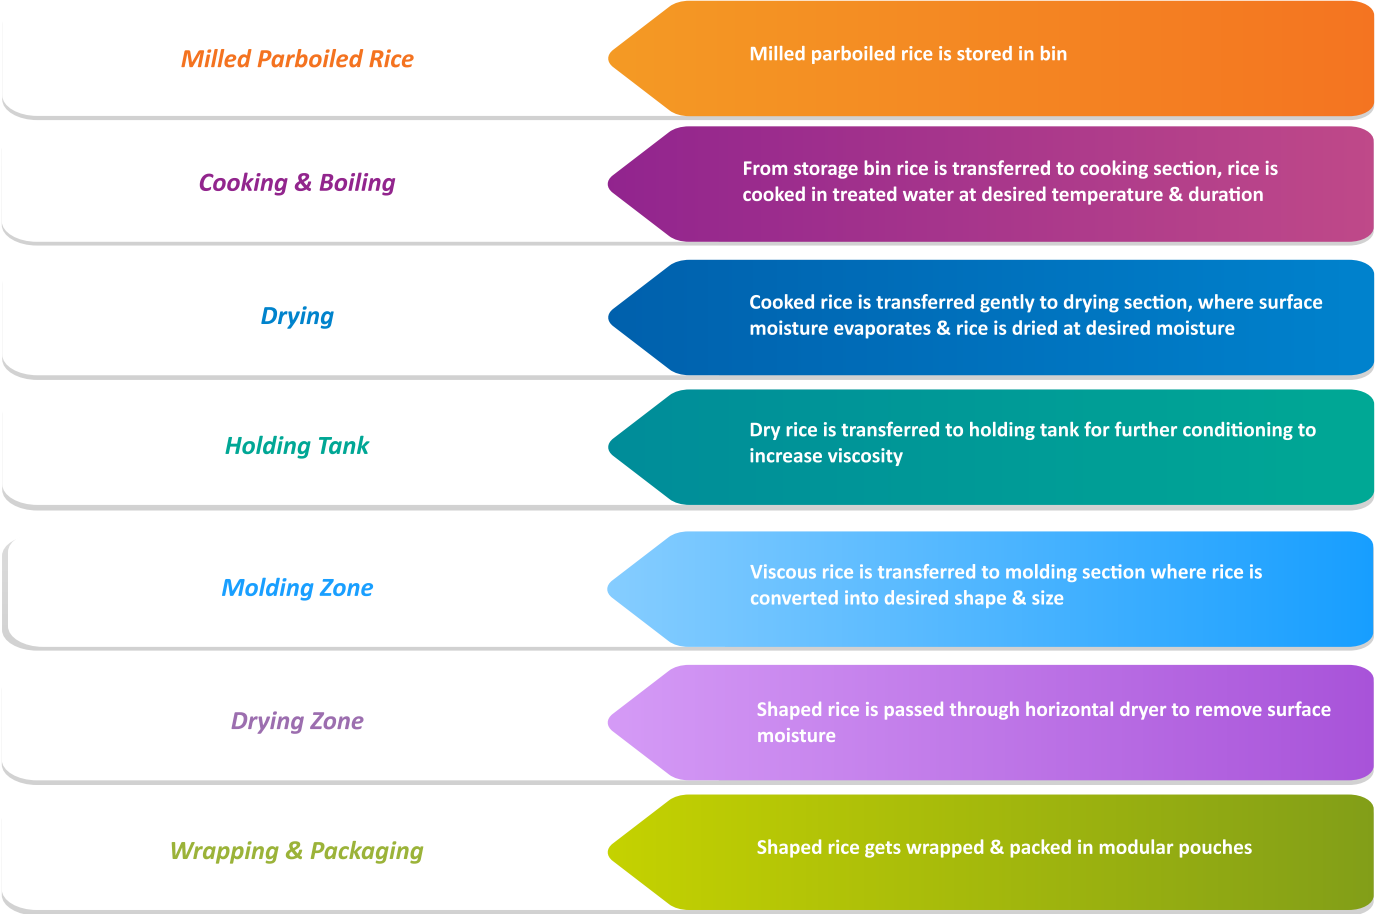 Milled Parboiled Rice
Milled parboiled rice is stored in bin
Cooking & Boiling
From storage bin rice is transferred to cooking section, rice is
cooked in treated water at desired temperature & duration
Drying
Cooked rice is transferred gently to drying section, where surface
moisture evaporates & rice is dried at desired moisture
Holding Tank
Dry rice is transferred to holding tank for further conditioning to
increase viscosity
Molding Zone
Viscous rice is transferred to molding section where rice is
converted into desired shape & size
Drying Zone
Shaped rice is passed through horizontal dryer to remove surface
moisture
Wrapping & Packaging
Shaped rice gets wrapped & packed in modular pouches